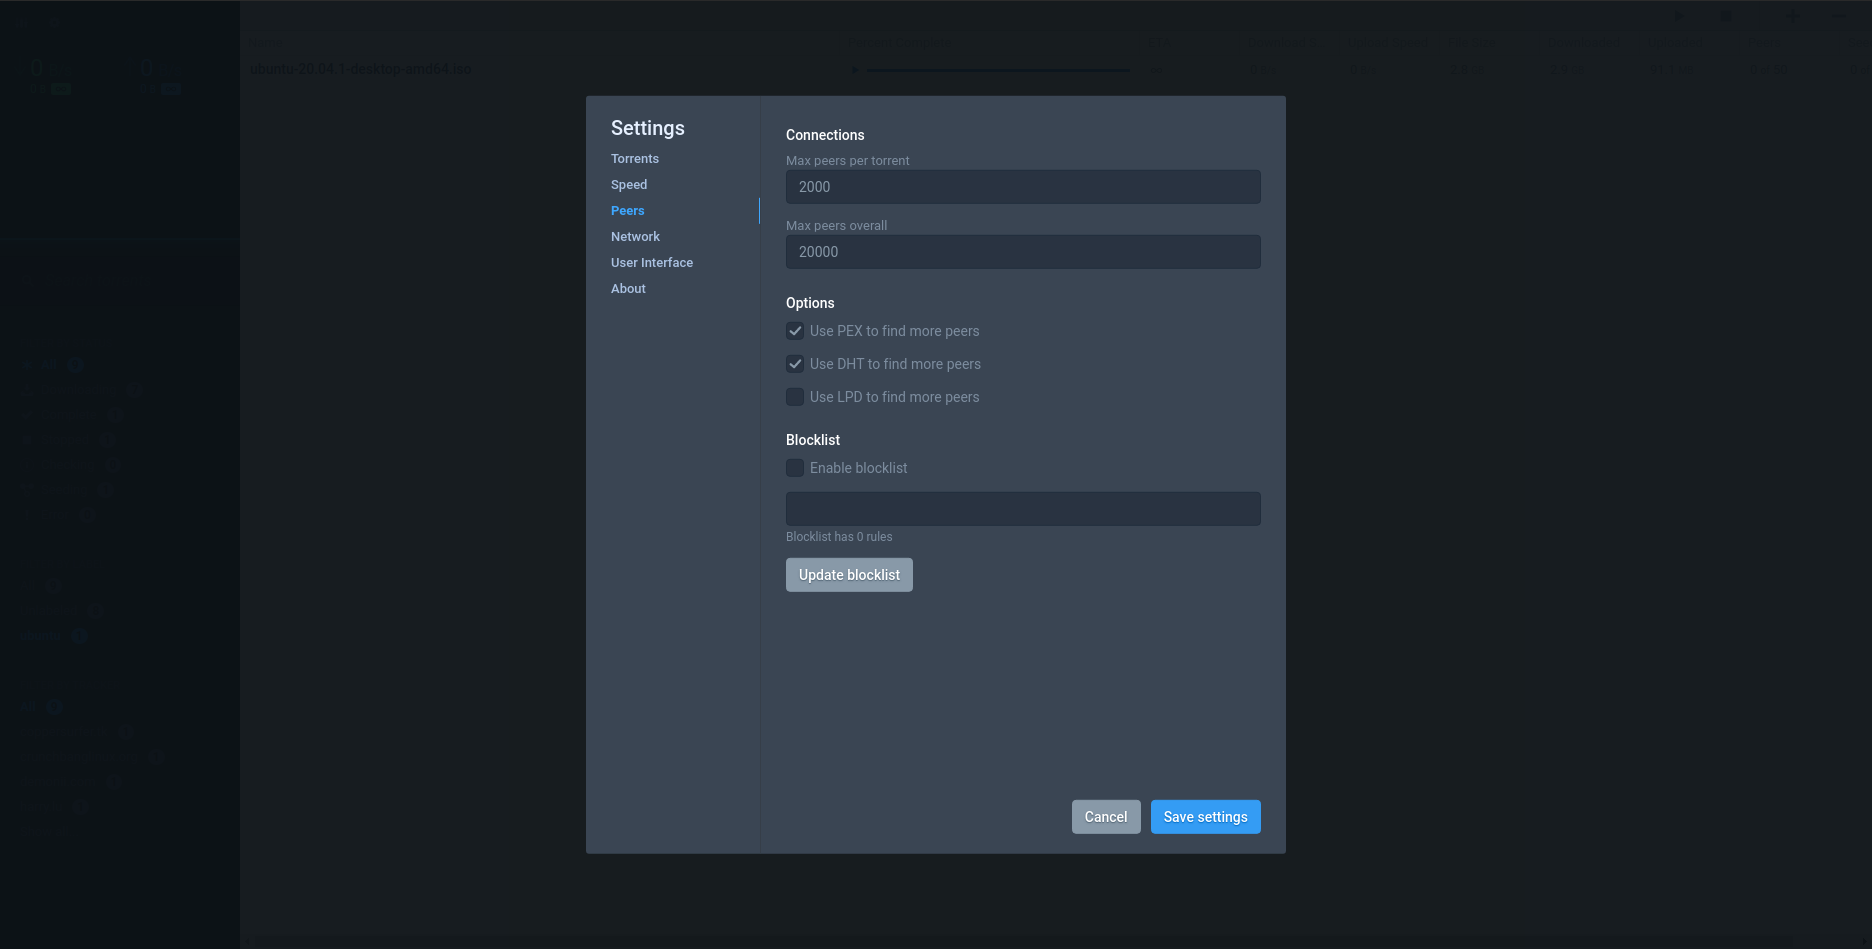 ubuntu-20.04.1-desktop-amd64.iso
Settings
Torrents
Speed
Peers
Network
User Interface
About
Connections
Max peers per torrent
2000
Max peers overall
20000
Options
Use PEX to find more peers
Use DHT to find more peers
Use LPD to find more peers
Blocklist
Enable blocklist
Blocklist has 0 rules
Update blocklist
Cancel
Save settings